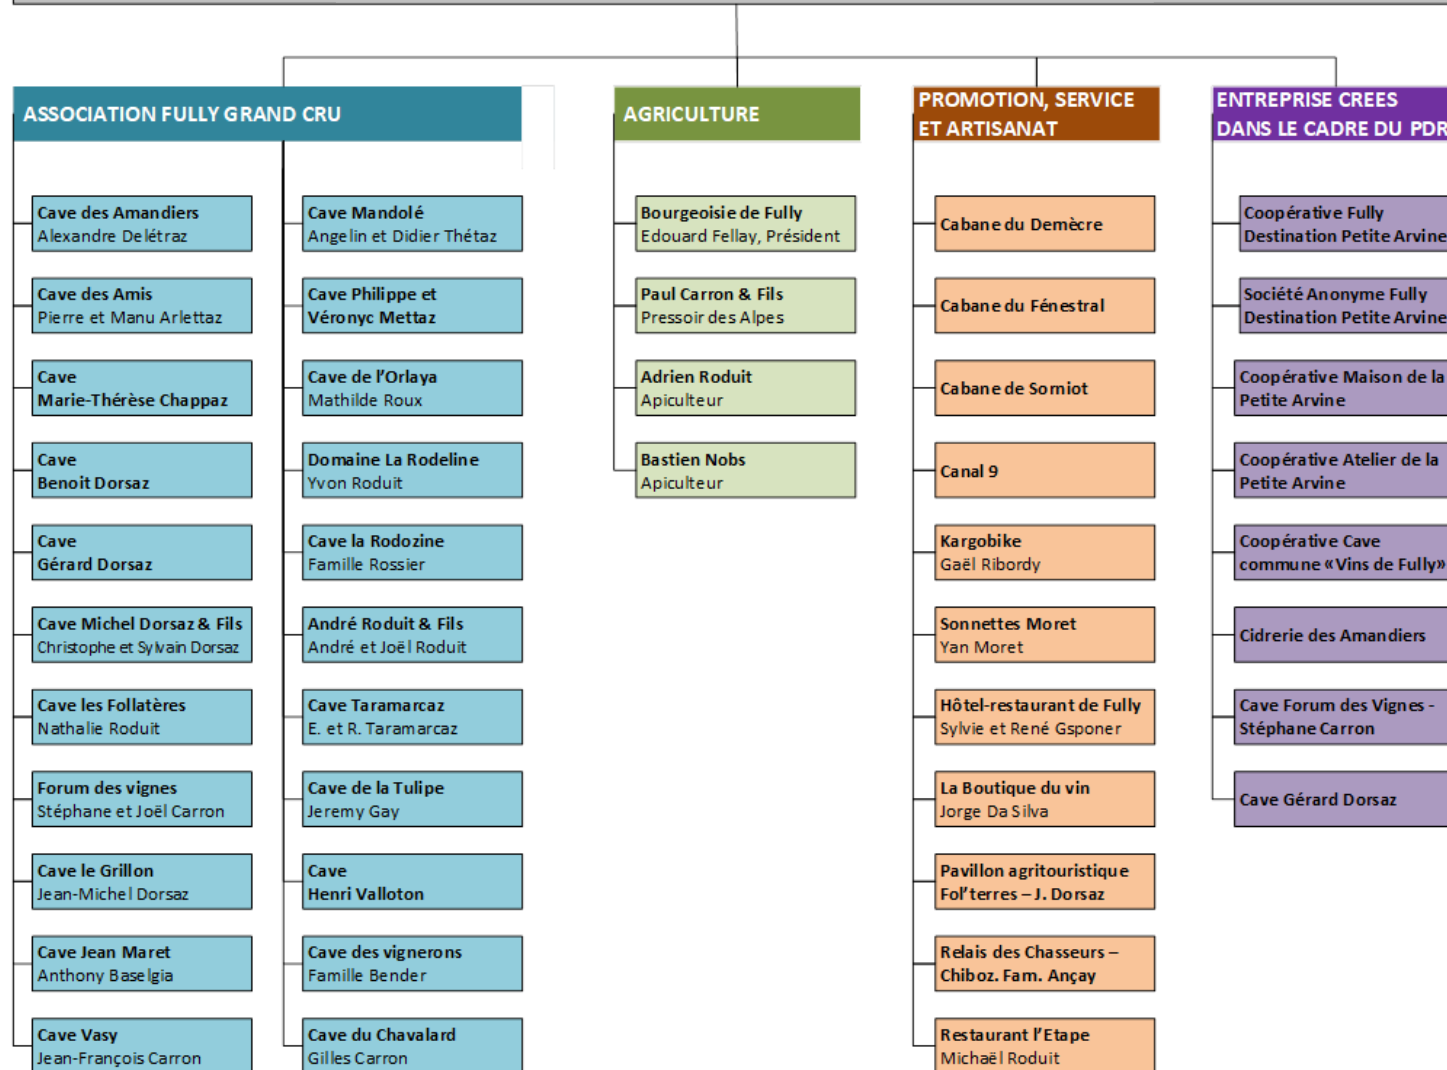 ASSOCIATION FULLY GRAND CRU
Cave des Amandiers
Alexandre Delétraz
Cave des Amis
Pierre et Manu Arlettaz
Cave
Marie-Thérèse Chappaz
Cave
Benoit Dorsaz
Cave
Gérard Dorsaz
Cave Michel Dorsaz & Fils
Christophe et Sylvain Dorsaz
Cave les Follatères
Nathalie Roduit
Forum des vignes
Stéphane et Joël Carron
Cave le Grillon
Jean-Michel Dorsaz
Cave Jean Maret
Anthony Baselgia
Cave Vasy
Jean-François Carron
Cave Mandolé
Angelin et Didier Thétaz
Cave Philippe et
Véronyc Mettaz
Cave de l’Orlaya
Mathilde Roux
Domaine La Rodeline
Yvon Roduit
Cave la Rodozine
Famille Rossier
André Roduit & Fils
André et Joël Roduit
Cave Taramarcaz
E. et R. Taramarcaz
Cave de la Tulipe
Jeremy Gay
Cave
Henri Valloton
Cave des vignerons
Famille Bender
Cave du Chavalard
Gilles Carron
AGRICULTURE
Bourgeoisie de Fully
Edouard Fellay, Président
Paul Carron & Fils
Pressoir des Alpes
Adrien Roduit
Apiculteur
Bastien Nobs
Apiculteur
PROMOTION, SERVICE
ET ARTISANAT
Cabane du Demècre
Cabane du Fénestral
Cabane de Sorniot
Canal 9
Kargobike
Gaël Ribordy
Sonnettes Moret
Yan Moret
Hôtel-restaurant de Fully
Sylvie et René Gsponer
La Boutique du vin
Jorge Da Silva
Pavillon agritouristique
Fol’terres – J. Dorsaz
Relais des Chasseurs –
Chiboz. Fam. Ançay
Restaurant l’Etape
Michaël Roduit
ENTREPRISE CREES
DANS LE CADRE DU PDR
Coopérative Fully
Destination Petite Arvine
Société Anonyme Fully
Destination Petite Arvine
Coopérative Maison de la
Petite Arvine
Coopérative Atelier de la
Petite Arvine
Coopérative Cave
commune «Vins de Fully»
Cidrerie des Amandiers
Cave Forum des Vignes -
Stéphane Carron
Cave Gérard Dorsaz